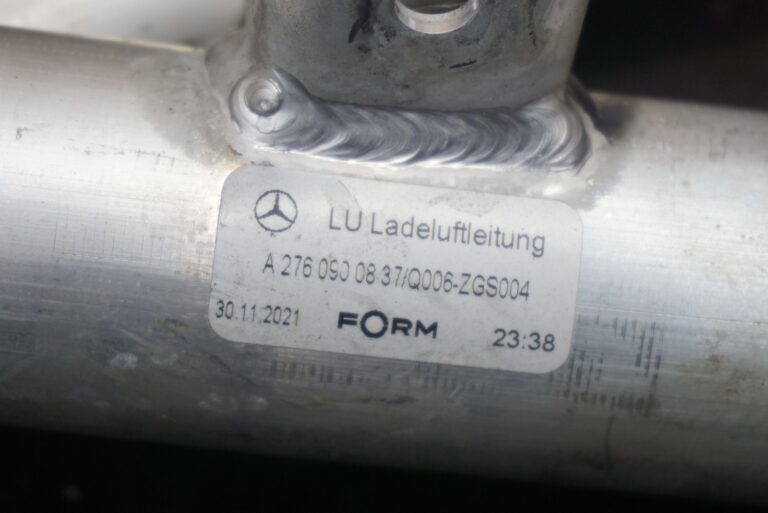 LU Ladeluftleitung
A 276 090 08 37/Q006-ZGS004
30.11.2021 FORM 23:38